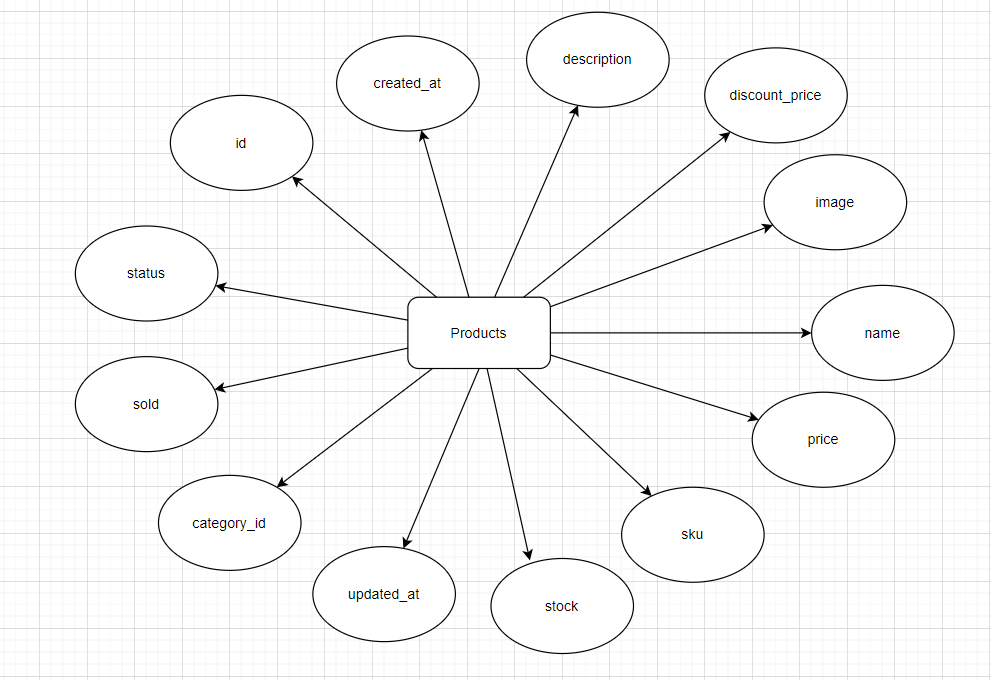 description
created_at
discount_price
id
image
status
Products
name
sold
price
category_id
sku
updated_at
stock